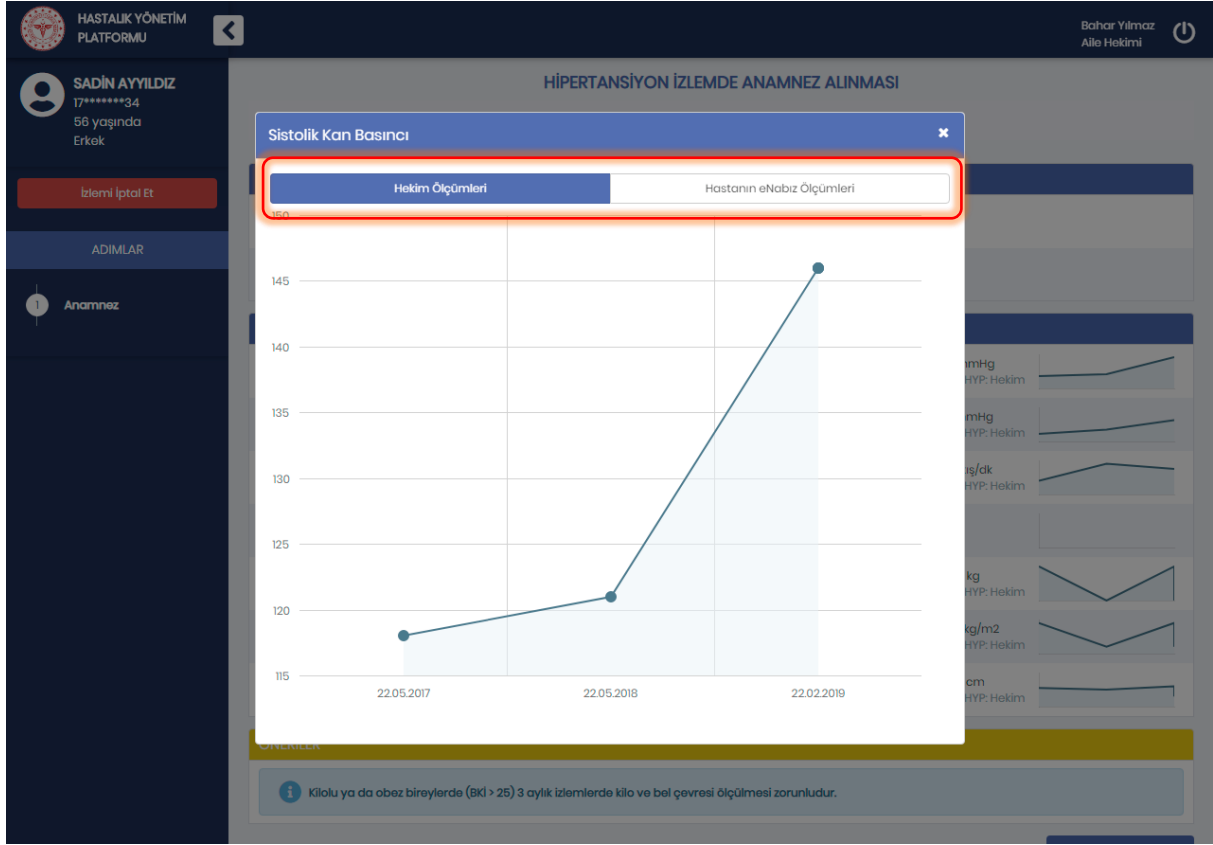 HASTALIK YÖNETİM
PLATFORMU
Bahar Yılmaz
Aile Hekimi
SADİN AYYILDIZ
17*******34
56 yaşında
Erkek
İzlemi İptal Et
ADIMLAR
1 Anamnez
HİPERTANSİYON İZLEMDE ANAMNEZ ALINMASI
Sistolik Kan Basıncı
Hekim Ölçümleri Hastanın eNabız Ölçümleri
150
145
140
135
130
125
120
115
22.05.2017 22.05.2018 22.02.2019
HYP: Hekim
HYP: Hekim
HYP: Hekim
kg
HYP: Hekim
kg/m2
HYP: Hekim
cm
HYP: Hekim
ÖNERİLER
Kilolu ya da obez bireylerde (BKİ > 25) 3 aylık izlemlerde kilo ve bel çevresi ölçülmesi zorunludur.